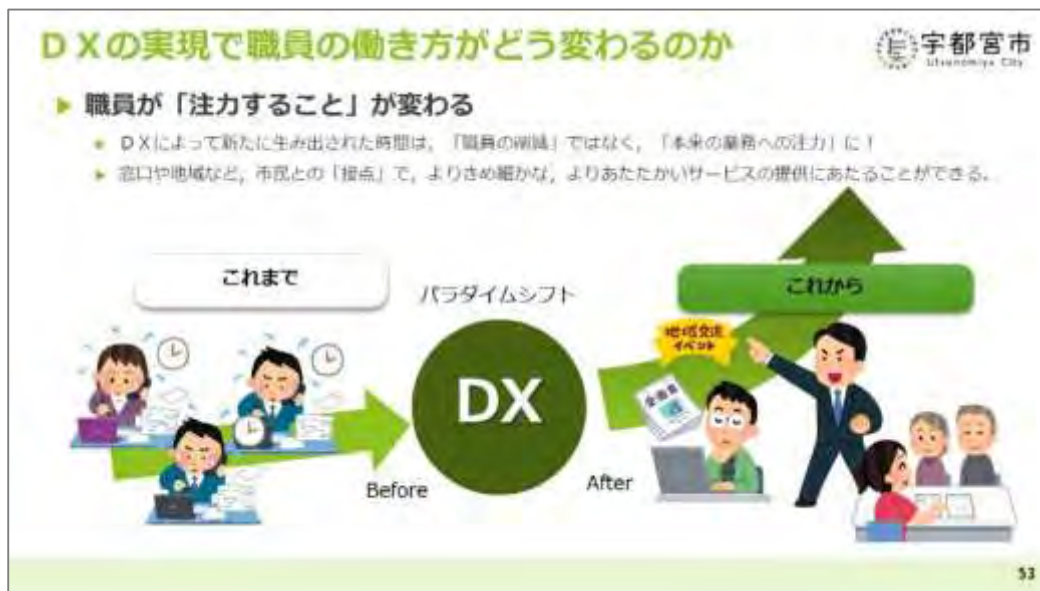 DXの実現で職員の働き方がどう変わるのか
宇都宮市
Utsunomiya City
職員が「注力すること」が変わる
DXによって新たに生み出された時間は，「職員の削減」ではなく，「本来の業務への注力」に！
窓口や地域など，市民との「接点」で，よりきめ細かな，よりあたたかいサービスの提供にあたることができる。
これまで
パラダイムシフト
これから
地域交流
イベント
企画書
DX
Before
After
53